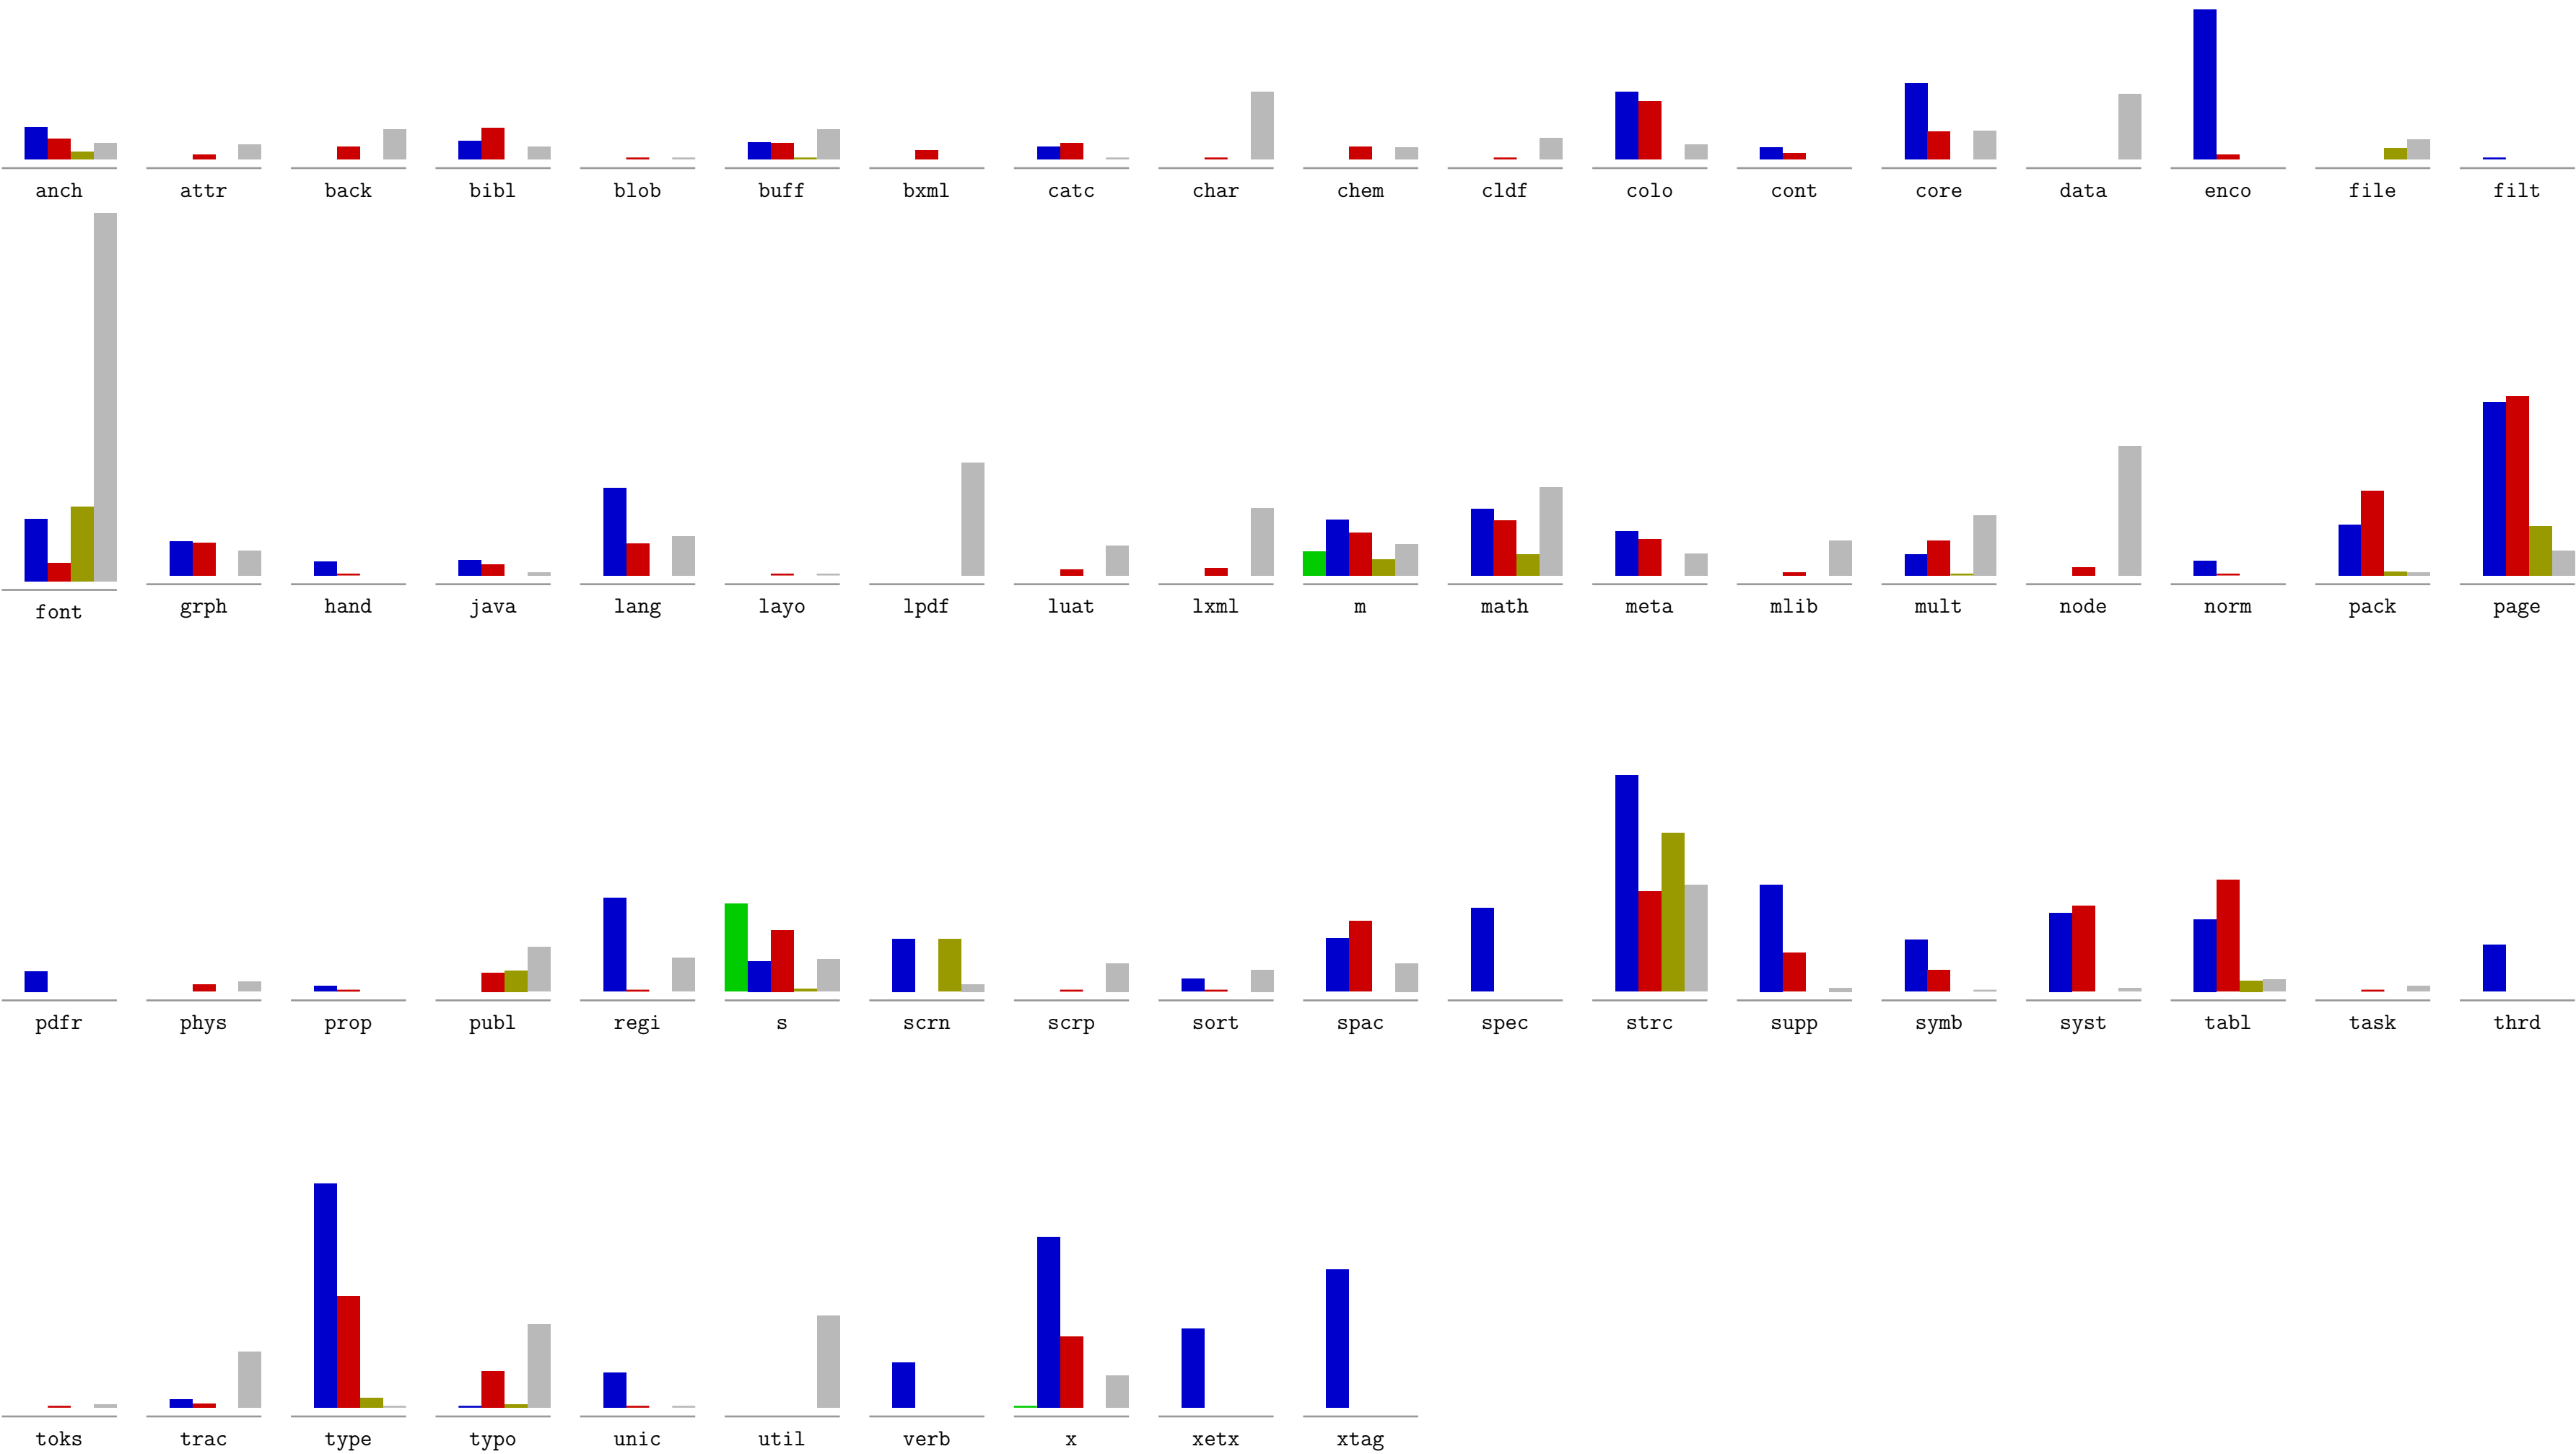 anch attr back bibl blob buff bxml catc char chem cldf colo cont core data enco file filt
font grph hand java lang layo lpdf luat lxml m math meta mlib mult node norm pack page
pdfr phys prop publ regi s scrn scrp sort spac spec strc supp symb syst tabl task thrd
toks trac type typo unic util verb x xetx xtag